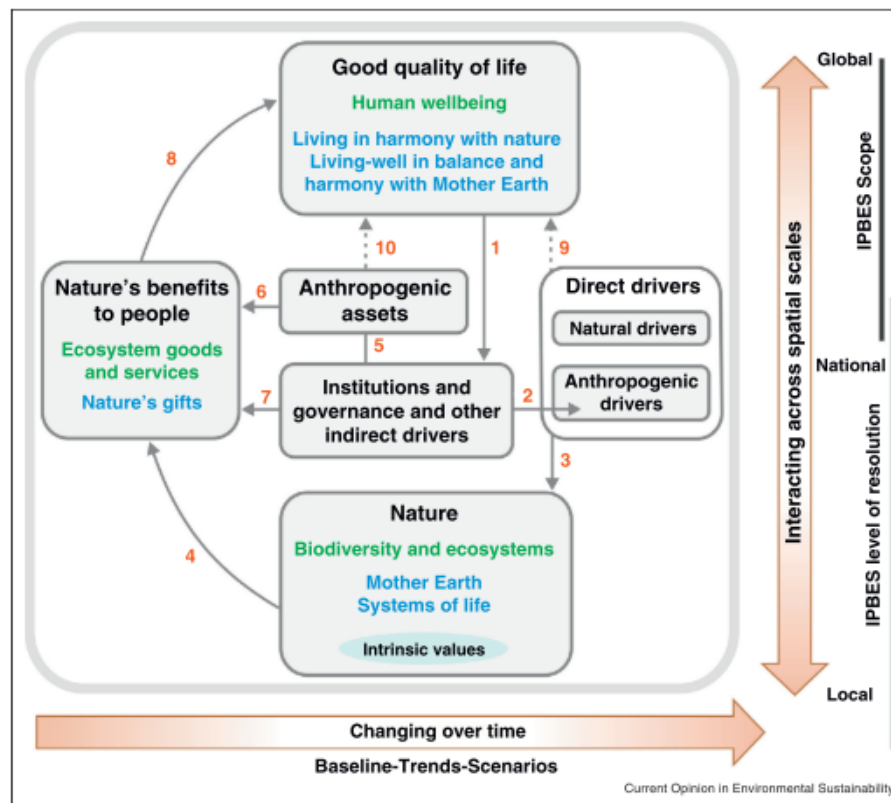 Good quality of life
Human wellbeing
Living in harmony with nature
Living-well in balance and
harmony with Mother Earth
8
10
1
9
Nature's benefits
to people
Ecosystem goods
and services
Nature's gifts
6
Anthropogenic
assets
5
7
Institutions and
governance and other
indirect drivers
2
Direct drivers
Natural drivers
Anthropogenic
drivers
3
4
Nature
Biodiversity and ecosystems
Mother Earth
Systems of life
Intrinsic values
Interacting across spatial scales
Global
IPBES Scope
National
IPBES level of resolution
Local
Changing over time
Baseline-Trends-Scenarios
Current Opinion in Environmental Sustainability